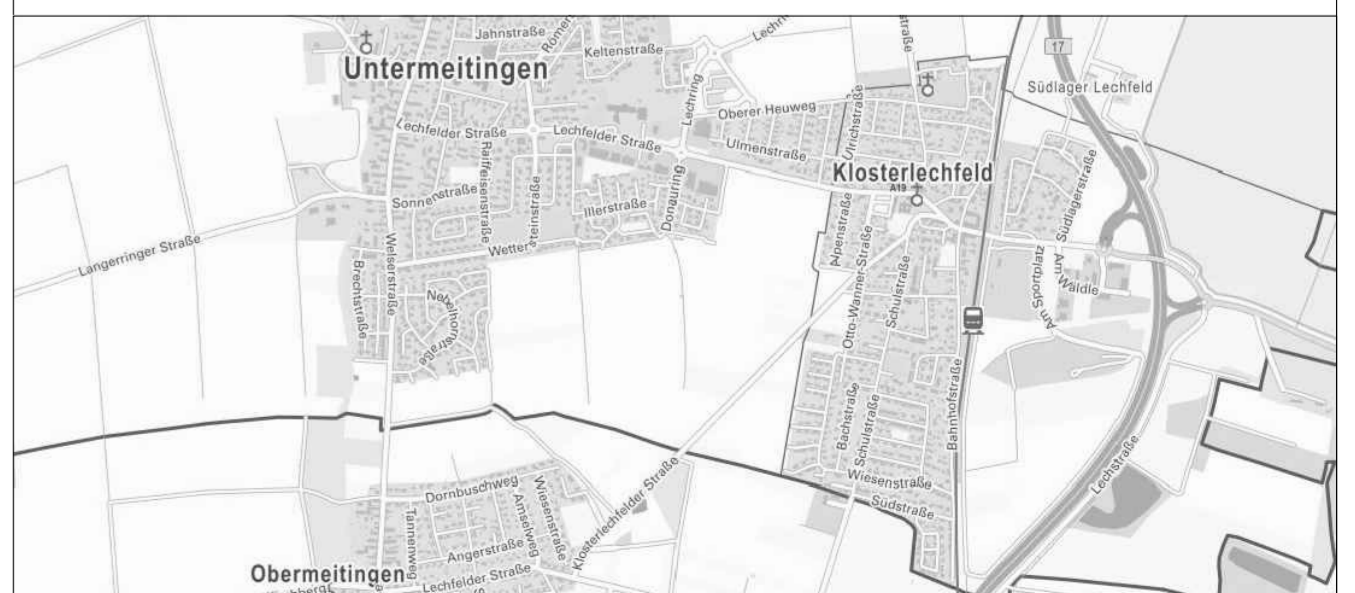 Jahnstraße
Keltenstraße
17
Untermeitingen
Südlager Lechfeld
Lechring
Oberer Heuweg
Ulrichstraße
Lechfelder Straße
Lechfelder Straße
Ulmenstraße
Raiffeisenstraße
Klosterlechfeld
A19
Südlagerstraße
Sonnenstraße
Illerstraße
Donauring
Alpenstraße
Langerringer Straße
Welserstraße
Wetter
steinstraße
Otto-Wanner-Straße
Schulstraße
Am Sportplatz
Am Wäldle
Brechtstraße
Nebelhornstraße
Bachstraße
Schulstraße
Bahnhofstraße
Lechstraße
Wiesenstraße
Südstraße
Klosterlechfelder Straße
Dornbuschweg
Tannenweg
Amselweg
Wiesenstraße
Angerstraße
Obermeitingen
Lechfelder Straße